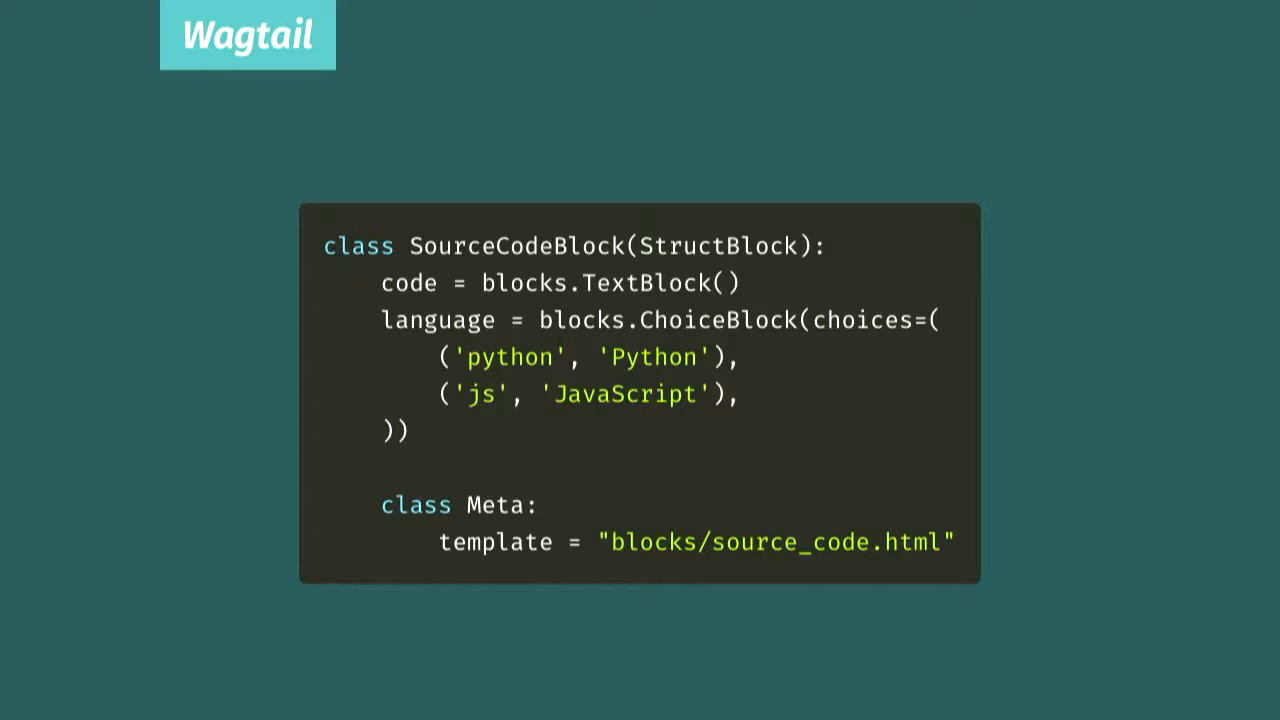 Wagtail
class SourceCodeBlock(StructBlock):
    code = blocks.TextBlock()
    language = blocks.ChoiceBlock(choices=(
        ('python', 'Python'),
        ('js', 'JavaScript'),
    ))
    class Meta:
        template = "blocks/source_code.html"